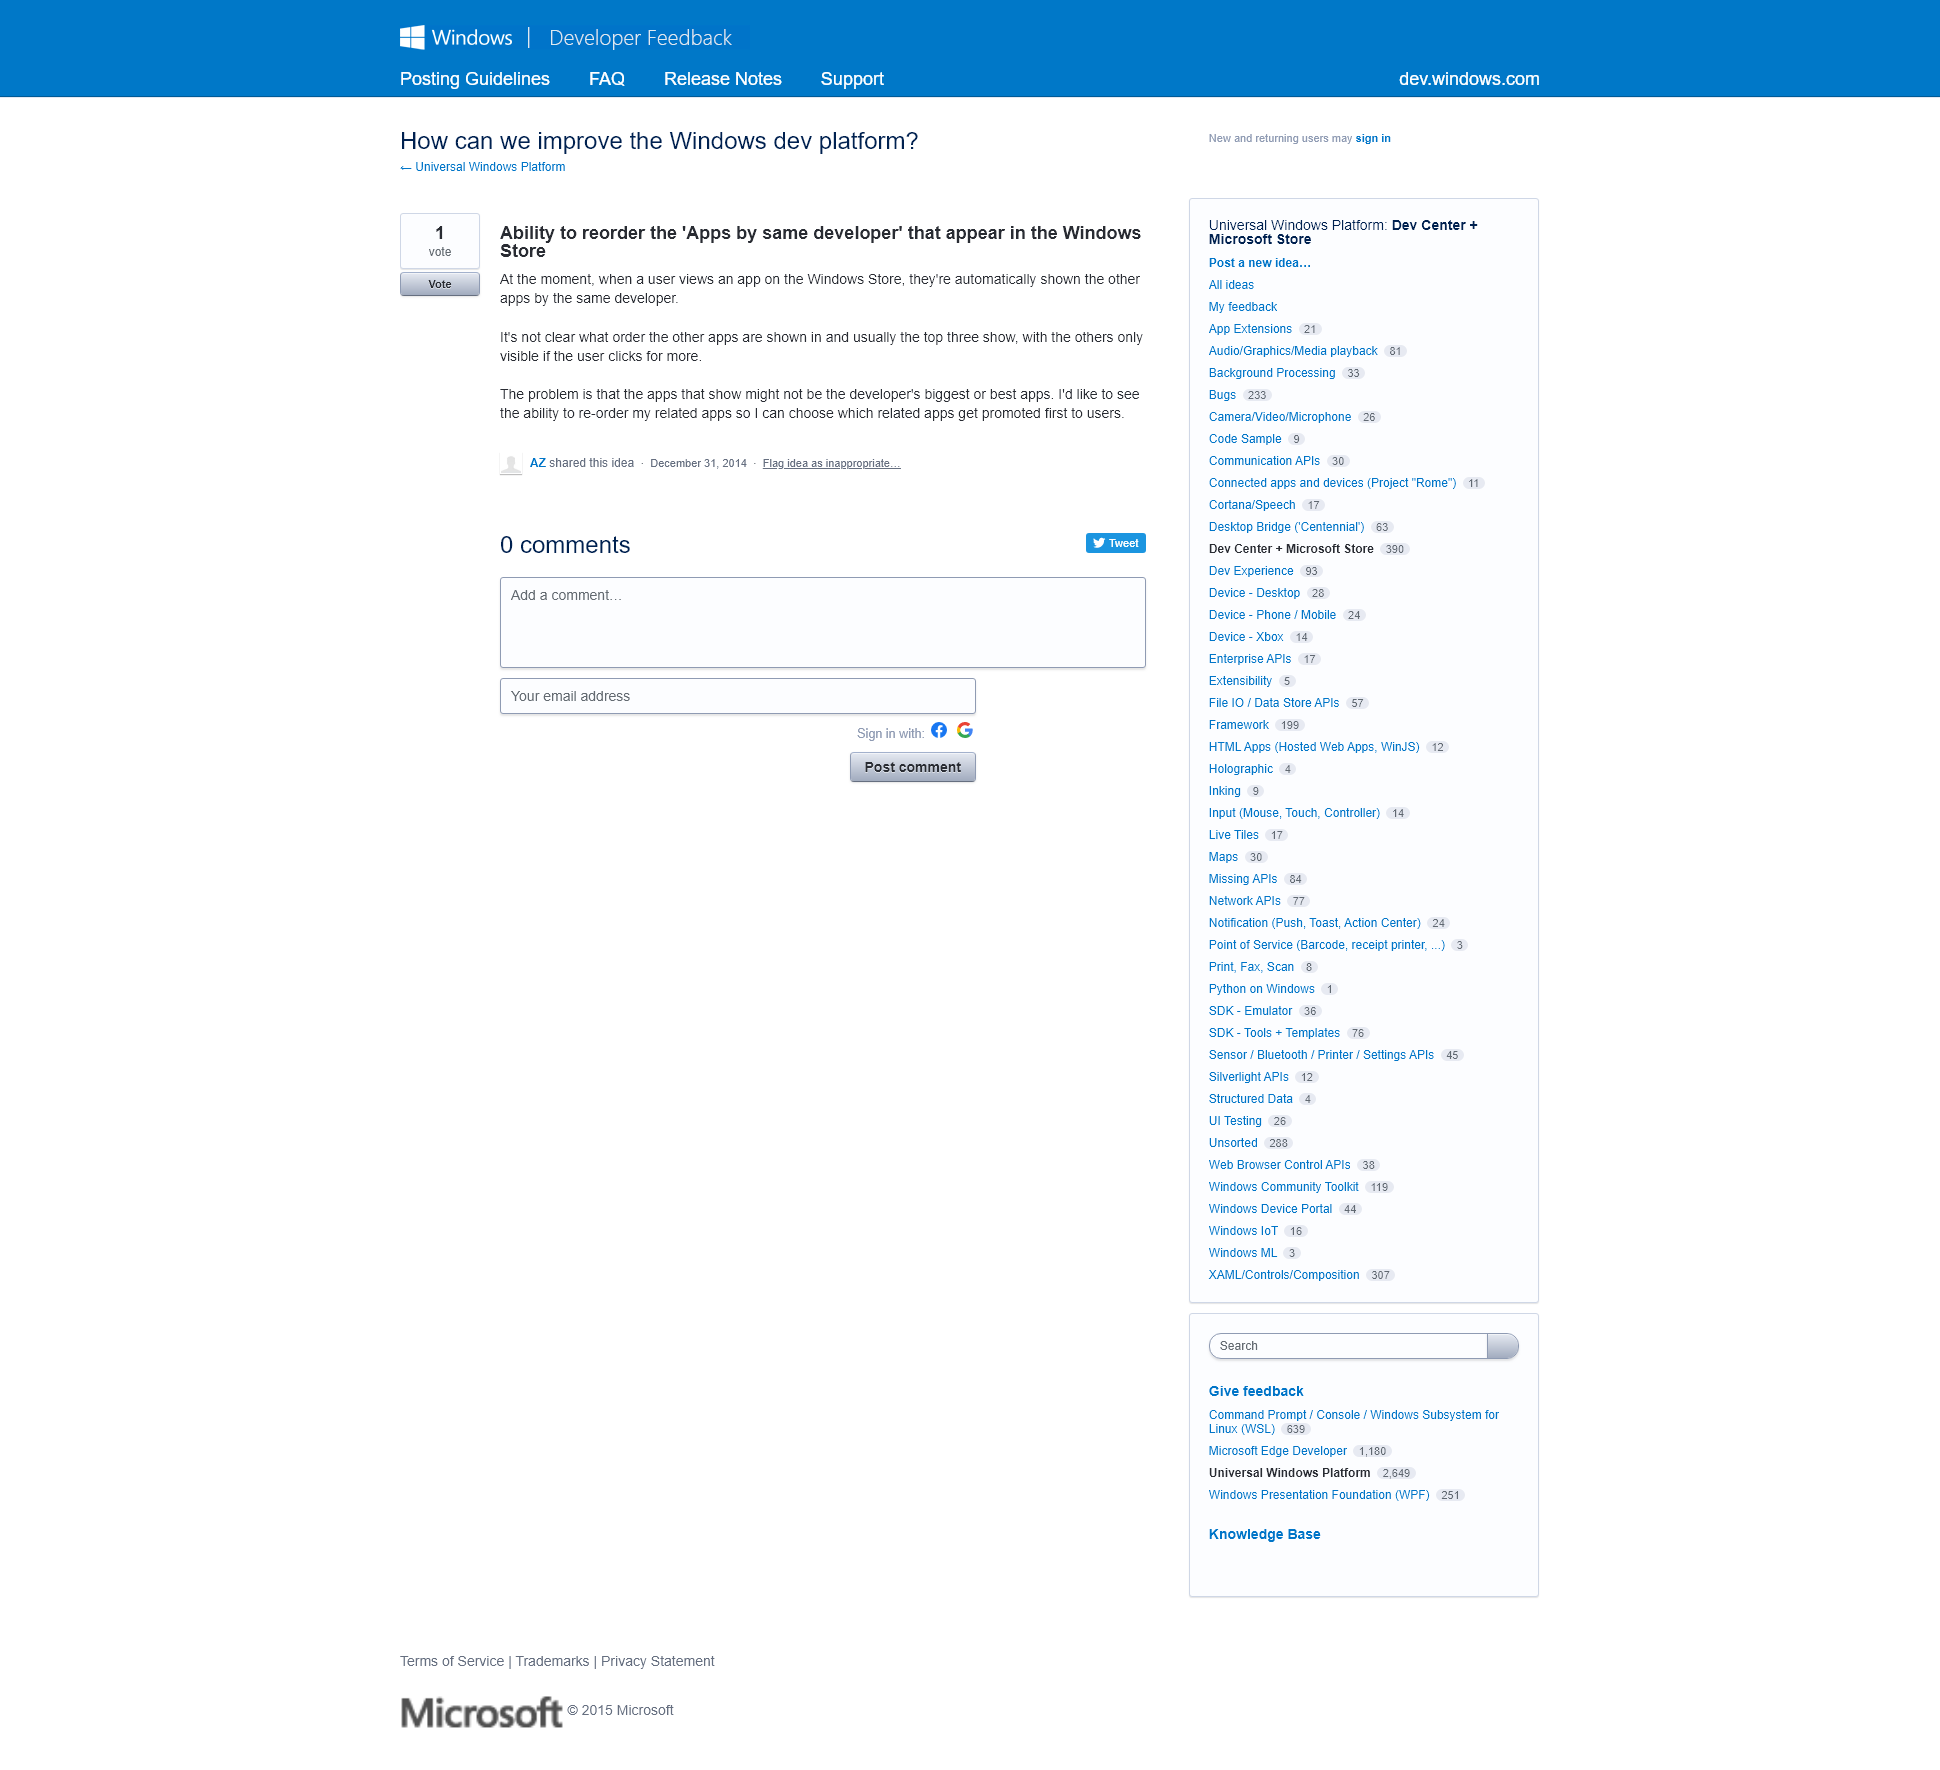 Windows | Developer Feedback
Posting Guidelines FAQ Release Notes Support dev.windows.com
How can we improve the Windows dev platform?
← Universal Windows Platform
New and returning users may sign in
1
vote
Vote
Ability to reorder the 'Apps by same developer' that appear in the Windows
Store
At the moment, when a user views an app on the Windows Store, they're automatically shown the other
apps by the same developer.
It's not clear what order the other apps are shown in and usually the top three show, with the others only
visible if the user clicks for more.
The problem is that the apps that show might not be the developer's biggest or best apps. I'd like to see
the ability to re-order my related apps so I can choose which related apps get promoted first to users.
AZ shared this idea · December 31, 2014 · Flag idea as inappropriate…
0 comments
Tweet
Add a comment…
Your email address
Sign in with:
Post comment
Universal Windows Platform: Dev Center +
Microsoft Store
Post a new idea…
All ideas
My feedback
App Extensions 21
Audio/Graphics/Media playback 81
Background Processing 33
Bugs 233
Camera/Video/Microphone 26
Code Sample 9
Communication APIs 30
Connected apps and devices (Project "Rome") 11
Cortana/Speech 17
Desktop Bridge ('Centennial') 63
Dev Center + Microsoft Store 390
Dev Experience 93
Device - Desktop 28
Device - Phone / Mobile 24
Device - Xbox 14
Enterprise APIs 17
Extensibility 5
File IO / Data Store APIs 57
Framework 199
HTML Apps (Hosted Web Apps, WinJS) 12
Holographic 4
Inking 9
Input (Mouse, Touch, Controller) 14
Live Tiles 17
Maps 30
Missing APIs 84
Network APIs 77
Notification (Push, Toast, Action Center) 24
Point of Service (Barcode, receipt printer, ...) 3
Print, Fax, Scan 8
Python on Windows 1
SDK - Emulator 36
SDK - Tools + Templates 76
Sensor / Bluetooth / Printer / Settings APIs 45
Silverlight APIs 12
Structured Data 4
UI Testing 26
Unsorted 288
Web Browser Control APIs 38
Windows Community Toolkit 119
Windows Device Portal 44
Windows IoT 16
Windows ML 3
XAML/Controls/Composition 307
Search
Give feedback
Command Prompt / Console / Windows Subsystem for
Linux (WSL) 639
Microsoft Edge Developer 1,180
Universal Windows Platform 2,649
Windows Presentation Foundation (WPF) 251
Knowledge Base
Terms of Service | Trademarks | Privacy Statement
Microsoft © 2015 Microsoft